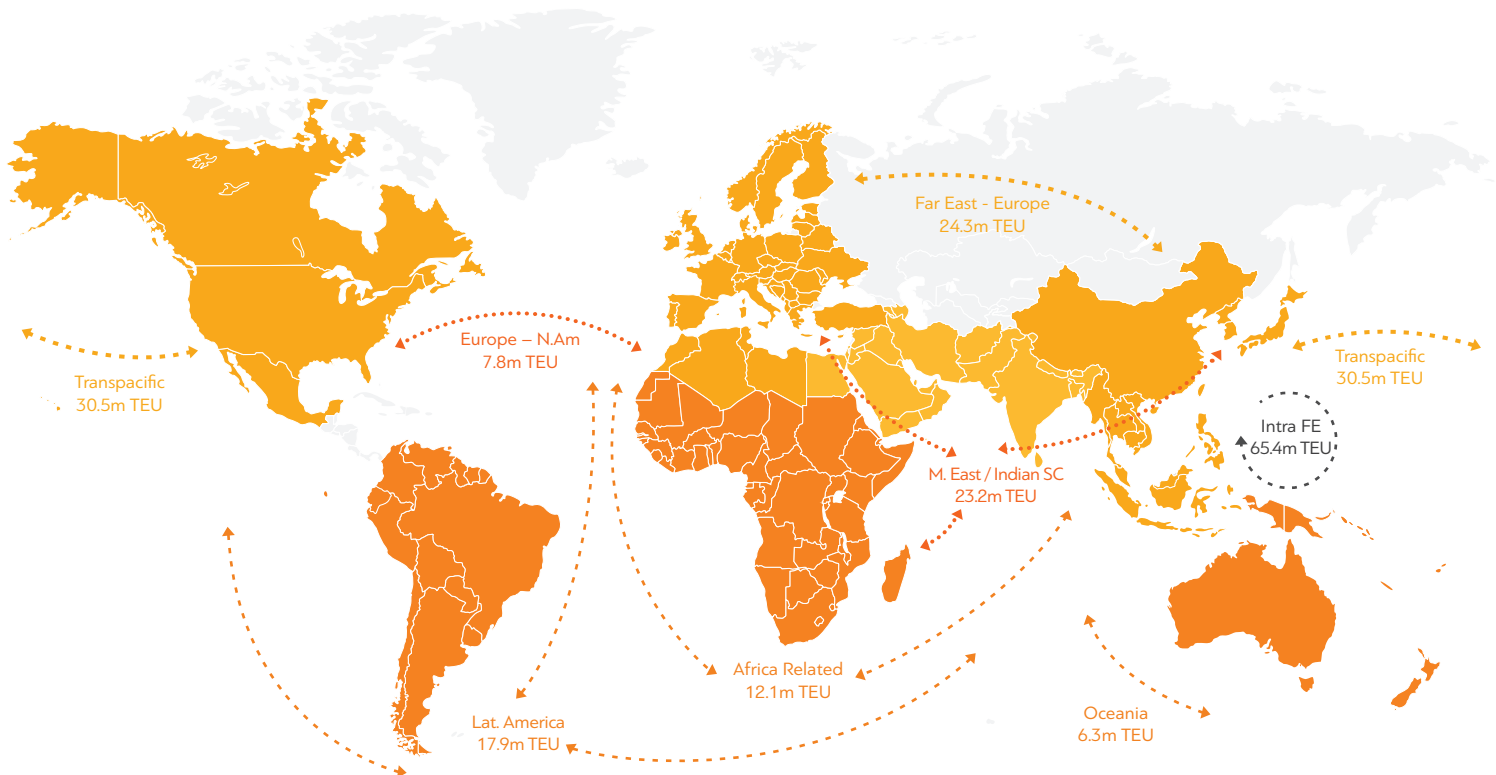 Far East - Europe
24.3m TEU
Europe – N.Am
7.8m TEU
Transpacific
30.5m TEU
Transpacific
30.5m TEU
Intra FE
65.4m TEU
M. East / Indian SC
23.2m TEU
Africa Related
12.1m TEU
Lat. America
17.9m TEU
Oceania
6.3m TEU